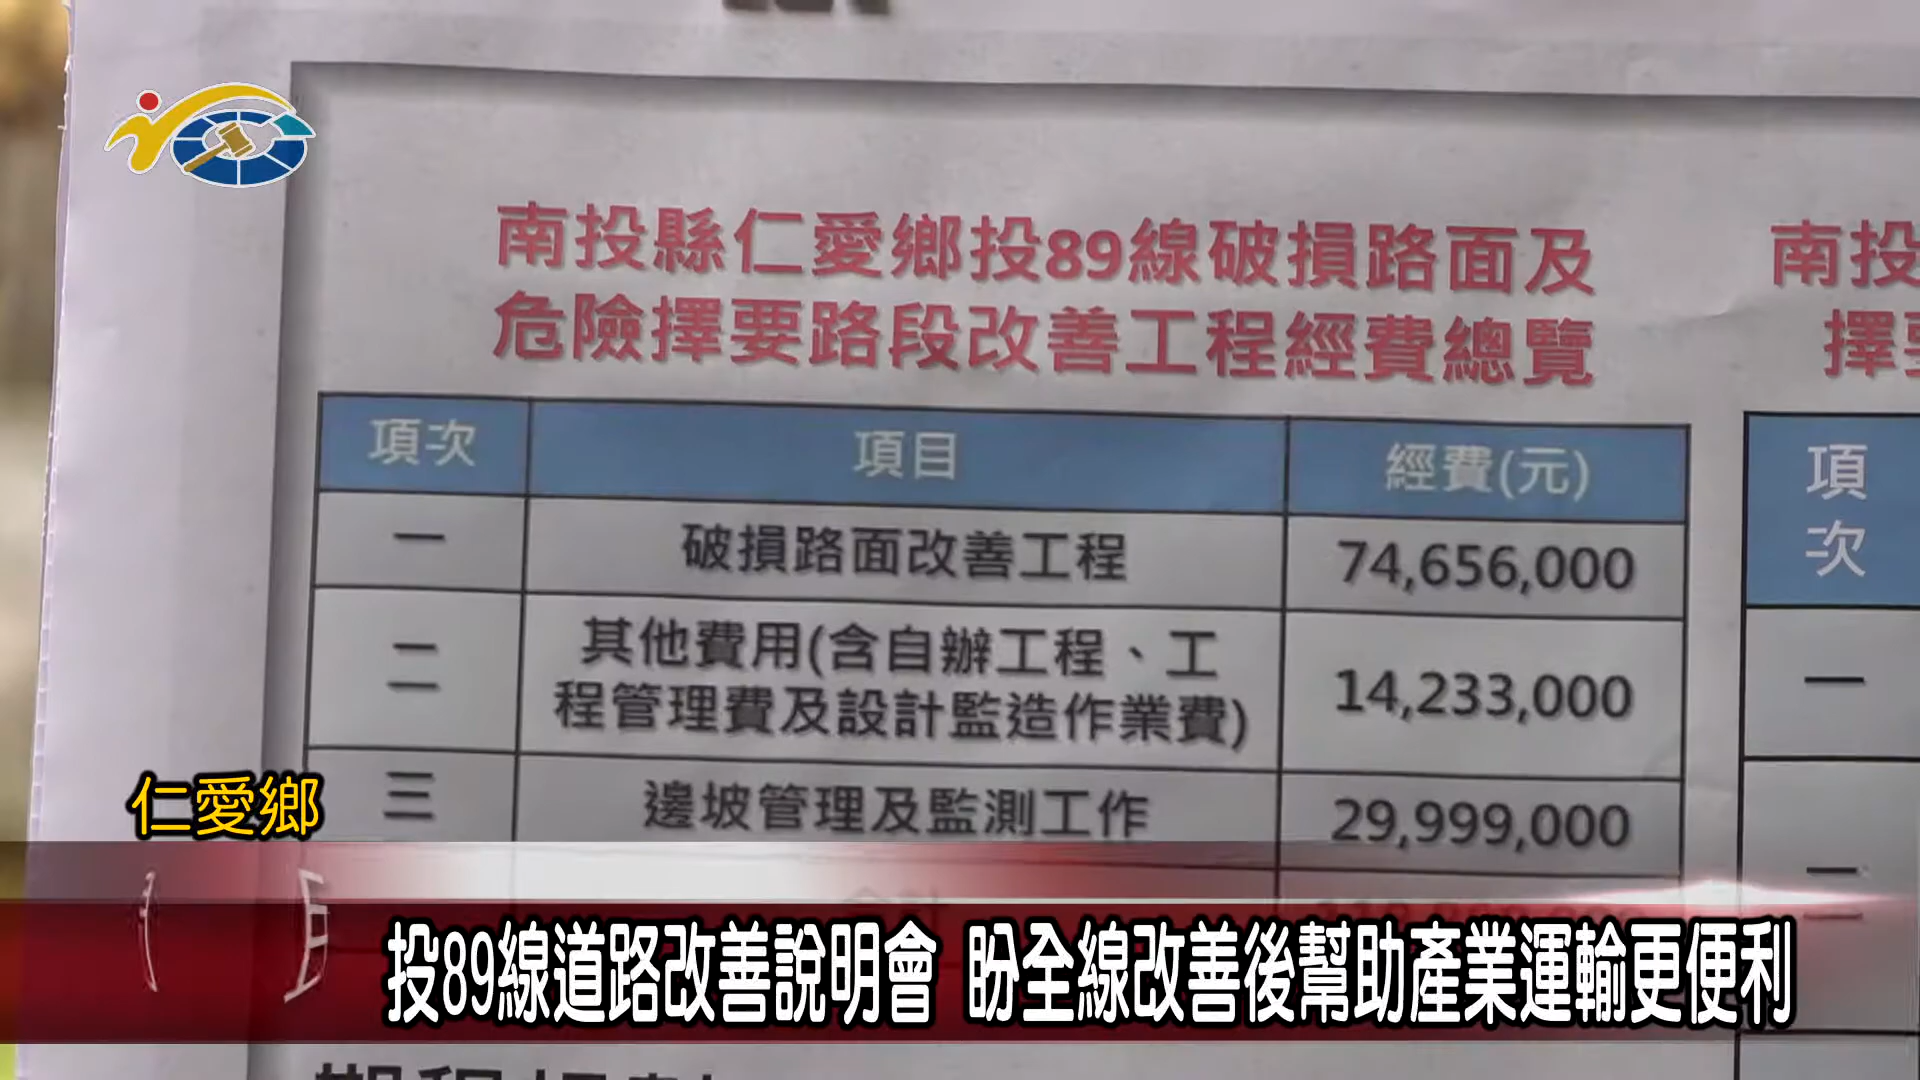 南投縣仁愛鄉投89線破損路面及
危險擇要路段改善工程經費總覽
項次 項目 經費(元)
一 破損路面改善工程 74,656,000
二 其他費用(含自辦工程、工
程管理費及設計監造作業費) 14,233,000
三 邊坡管理及監測工作 29,999,000
南投
擇
項
次
一
仁愛鄉
投89線道路改善說明會 盼全線改善後幫助產業運輸更便利